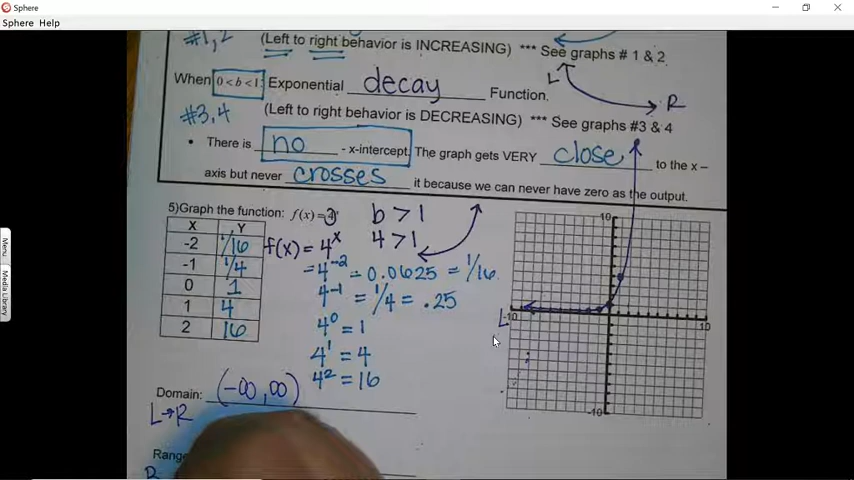 Sphere
Sphere Help
#1,2 (Left to right behavior is INCREASING) *** See graphs # 1 & 2
When 0 < b < 1: Exponential decay Function.
L R
#3,4 (Left to right behavior is DECREASING) *** See graphs #3 & 4
• There is no - x-intercept. The graph gets VERY close to the x –
axis but never crosses it because we can never have zero as the output.
5)Graph the function: f(x) = 4ˣ b > 1
X Y f(x) = 4ˣ 4 > 1
-2 1/16 = 4⁻² = 0.0625 = 1/16
-1 1/4 4⁻¹ = 1/4 = .25
0 1 4⁰ = 1
1 4 4¹ = 4
2 16 4² = 16
10
L
-10 10
-10
Domain: (-∞, ∞)
L→R
Rang
Menu
Media Library